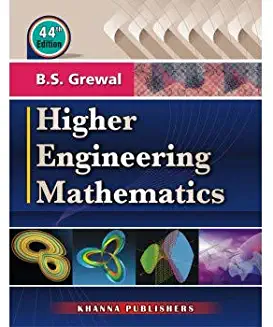 44th
Edition
B.S. Grewal
Higher
Engineering
Mathematics
KHANNA PUBLISHERS